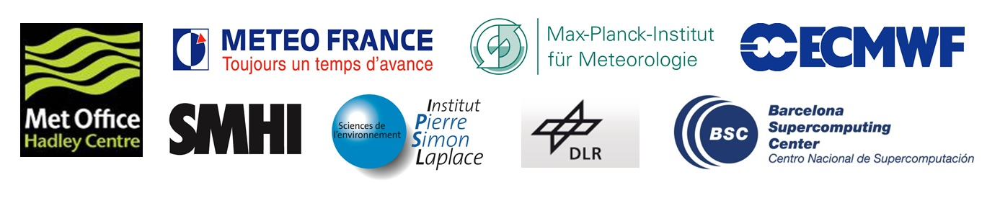 Met Office
Hadley Centre
METEO FRANCE
Toujours un temps d'avance
Max-Planck-Institut
für Meteorologie
ECMWF
SMHI
Sciences de
l'environnement
Institut
Pierre
Simon
Laplace
DLR
BSC
Barcelona
Supercomputing
Center
Centro Nacional de Supercomputación